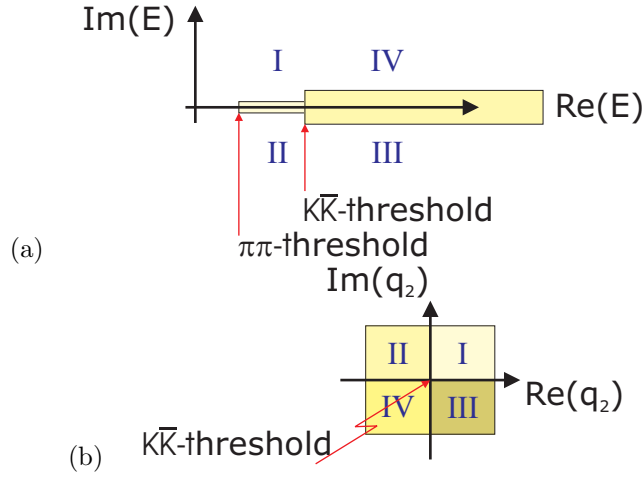 Im(E)
I IV
Re(E)
II III
KK̅-threshold
(a)
ππ-threshold
Im(q₂)
II I
Re(q₂)
IV III
KK̅-threshold
(b)